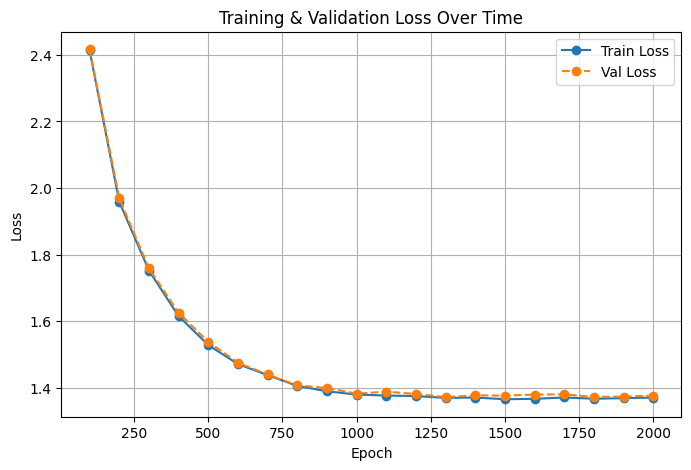 Training & Validation Loss Over Time
Train Loss
Val Loss
2.4
2.2
2.0
1.8
1.6
1.4
Loss
250
500
750
1000
1250
1500
1750
2000
Epoch